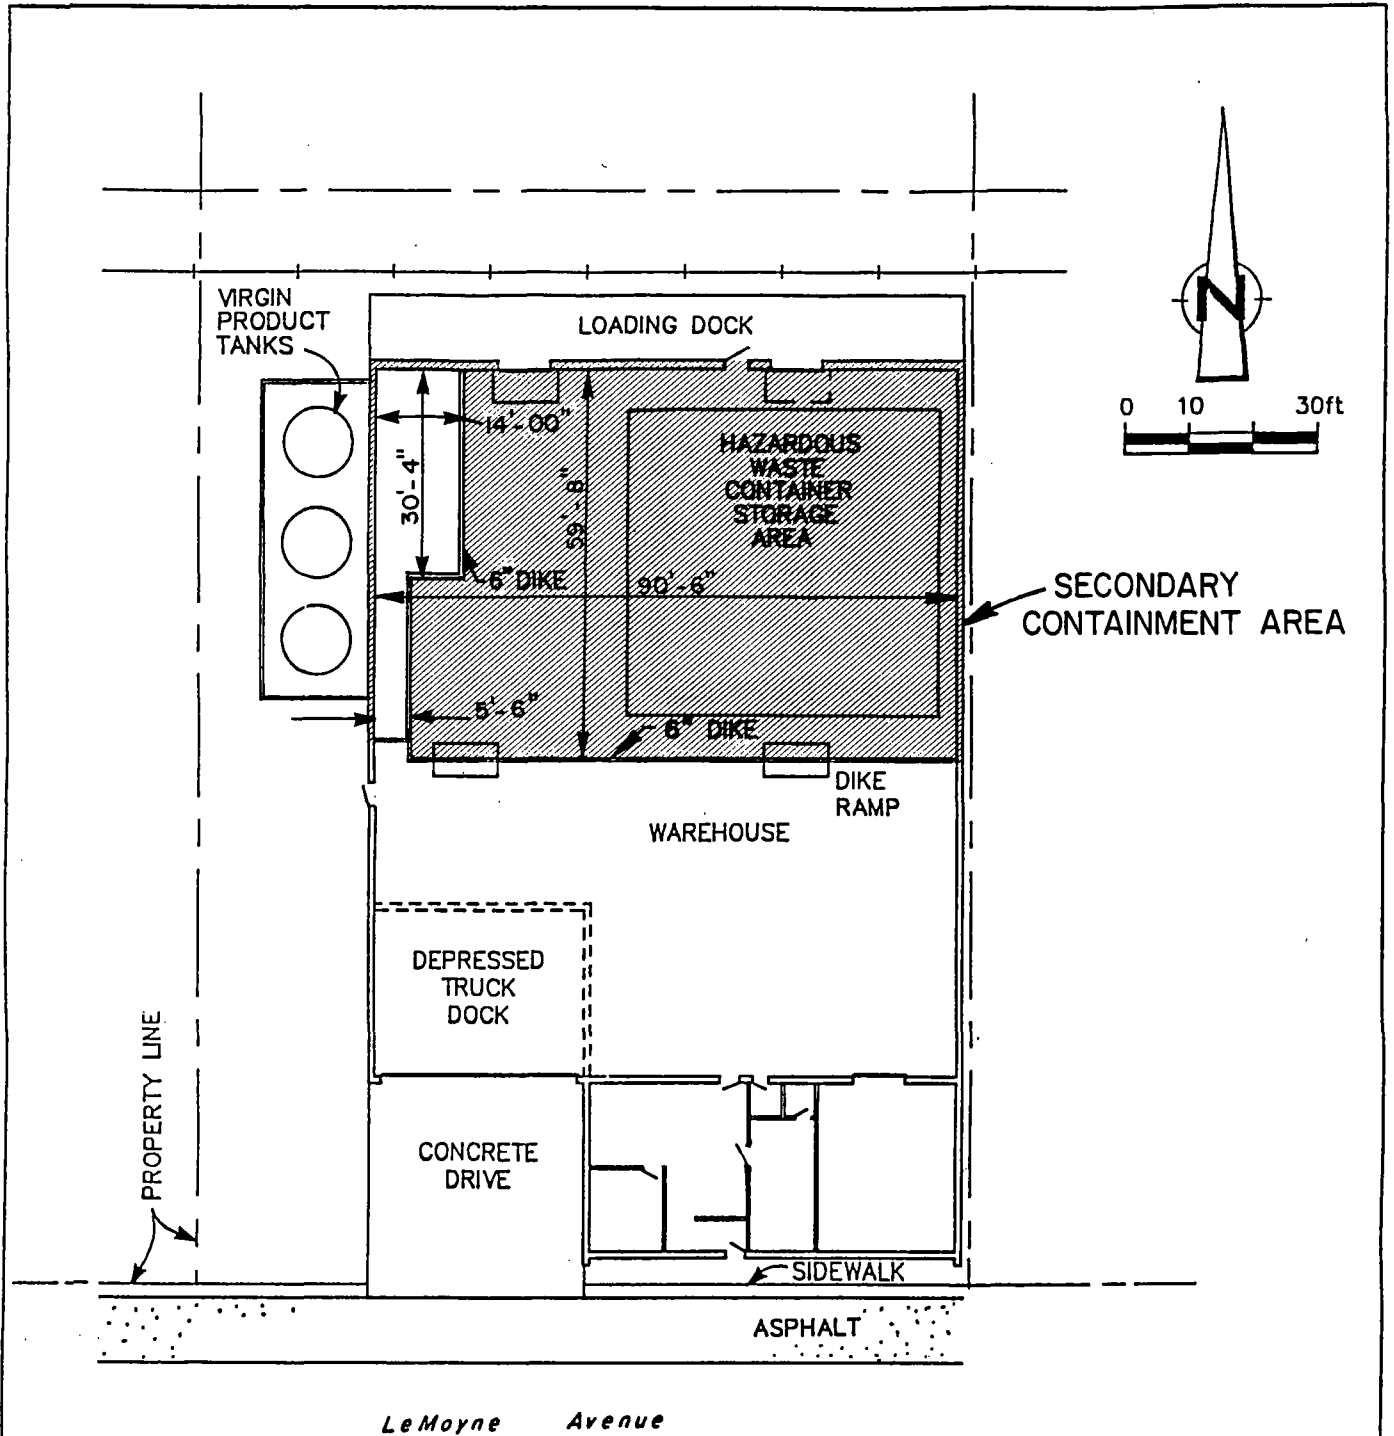 VIRGIN
PRODUCT
TANKS
LOADING DOCK
N
0 10 30ft
14'-00"
30'-4"
59'-8"
HAZARDOUS
WASTE
CONTAINER
STORAGE
AREA
6" DIKE
90'-6"
SECONDARY
CONTAINMENT AREA
5'-6"
6" DIKE
DIKE
RAMP
WAREHOUSE
DEPRESSED
TRUCK
DOCK
PROPERTY LINE
CONCRETE
DRIVE
SIDEWALK
ASPHALT
LeMoyne Avenue